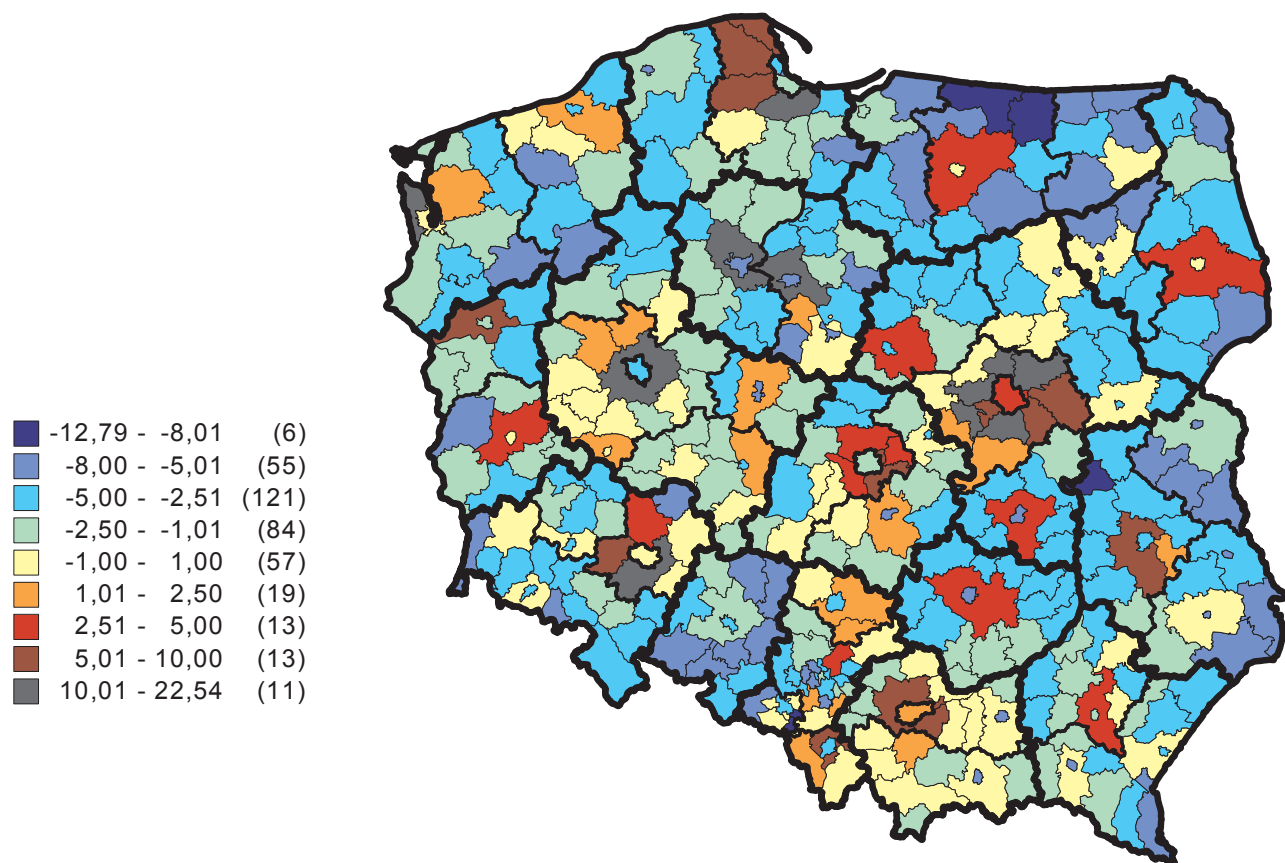 -12,79 - -8,01 (6)
-8,00 - -5,01 (55)
-5,00 - -2,51 (121)
-2,50 - -1,01 (84)
-1,00 - 1,00 (57)
1,01 - 2,50 (19)
2,51 - 5,00 (13)
5,01 - 10,00 (13)
10,01 - 22,54 (11)